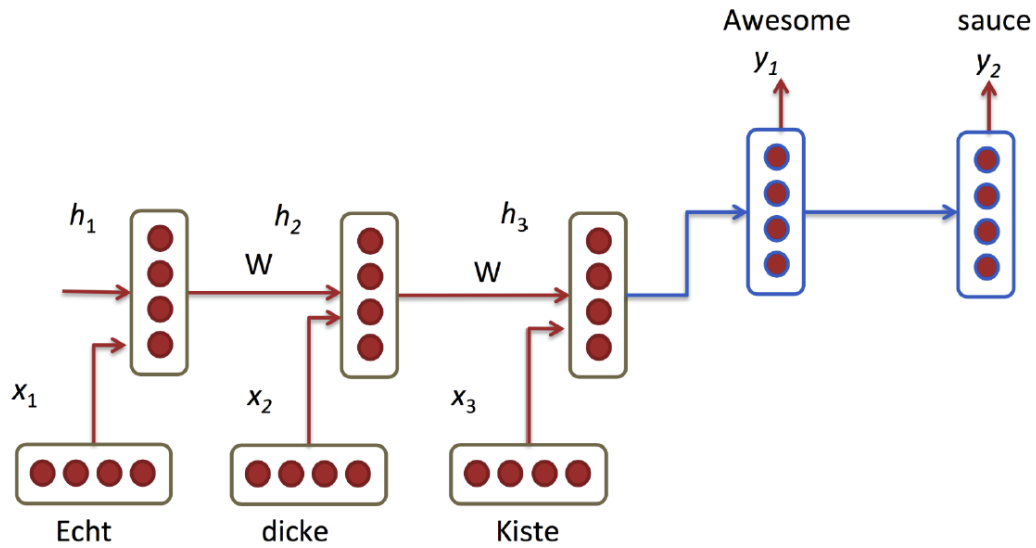 Awesome sauce
y1 y2
h1 h2 h3
W W
x1 x2 x3
Echt dicke Kiste